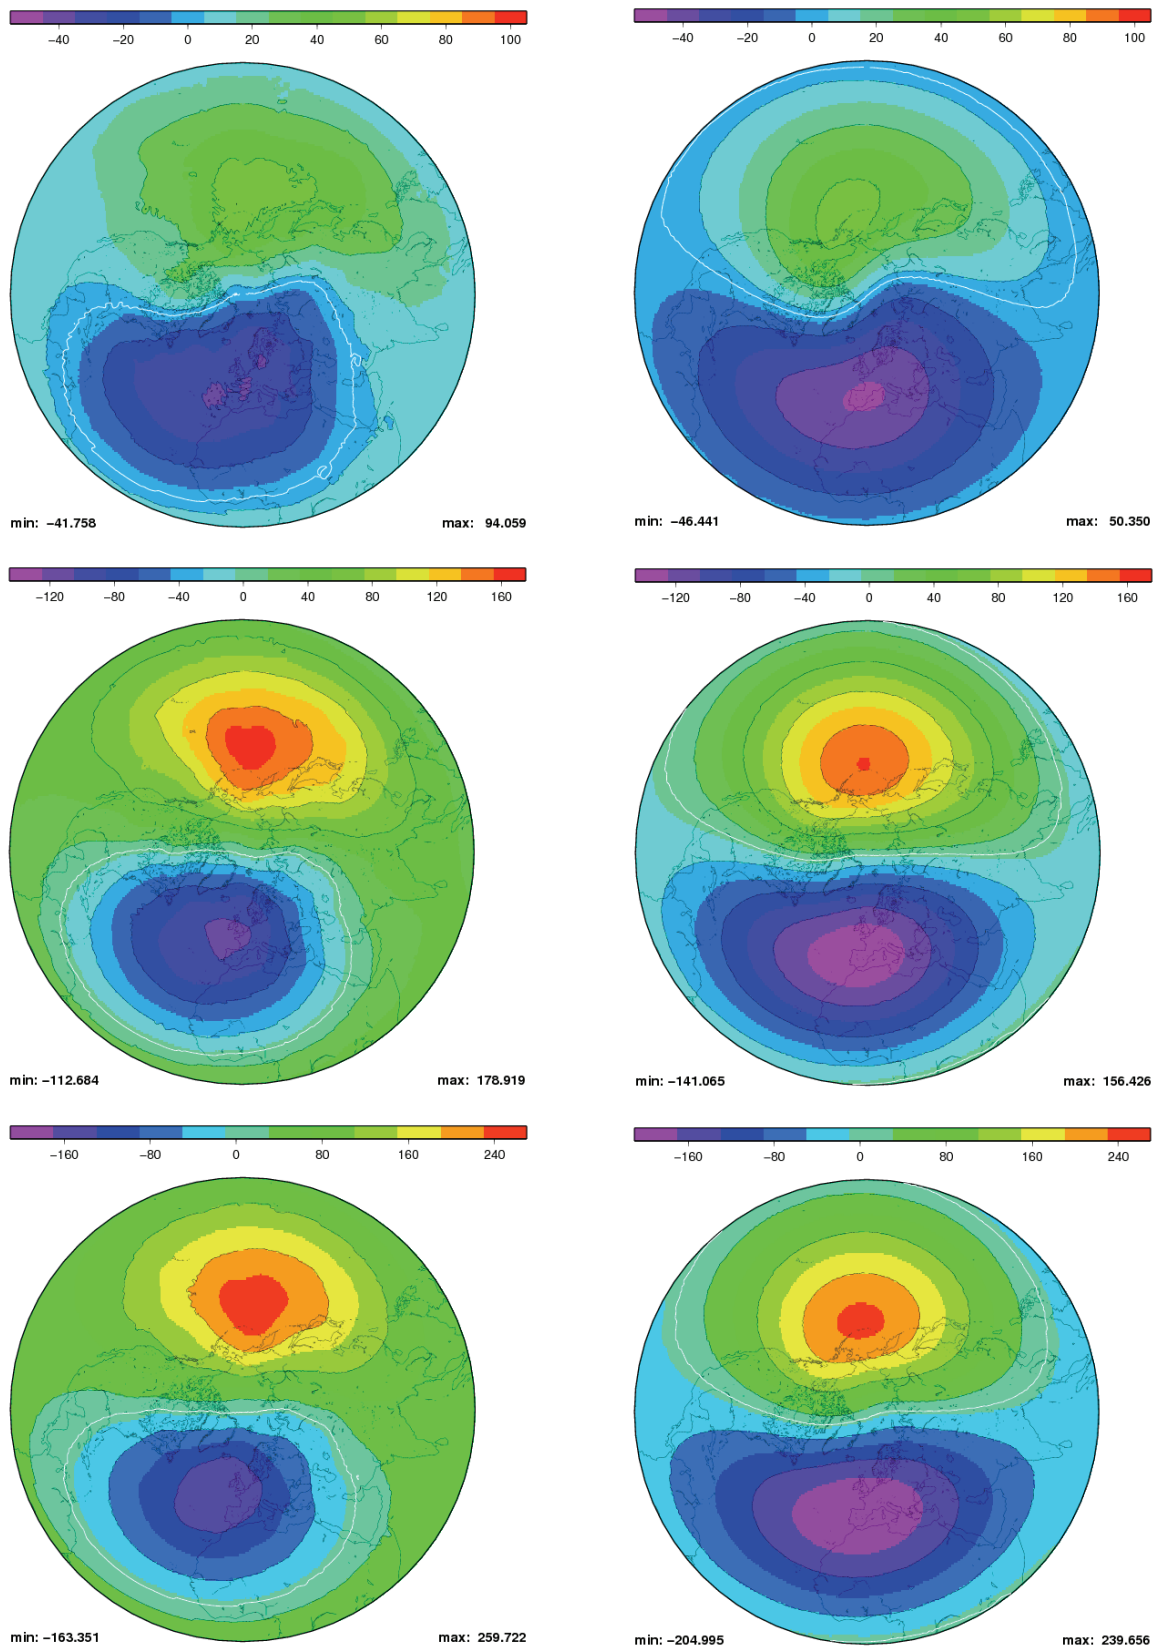 −40 −20 0 20 40 60 80 100
−40 −20 0 20 40 60 80 100
min: −41.758 max: 94.059
min: −46.441 max: 50.350
−120 −80 −40 0 40 80 120 160
−120 −80 −40 0 40 80 120 160
min: −112.684 max: 178.919
min: −141.065 max: 156.426
−160 −80 0 80 160 240
−160 −80 0 80 160 240
min: −163.351 max: 259.722
min: −204.995 max: 239.656